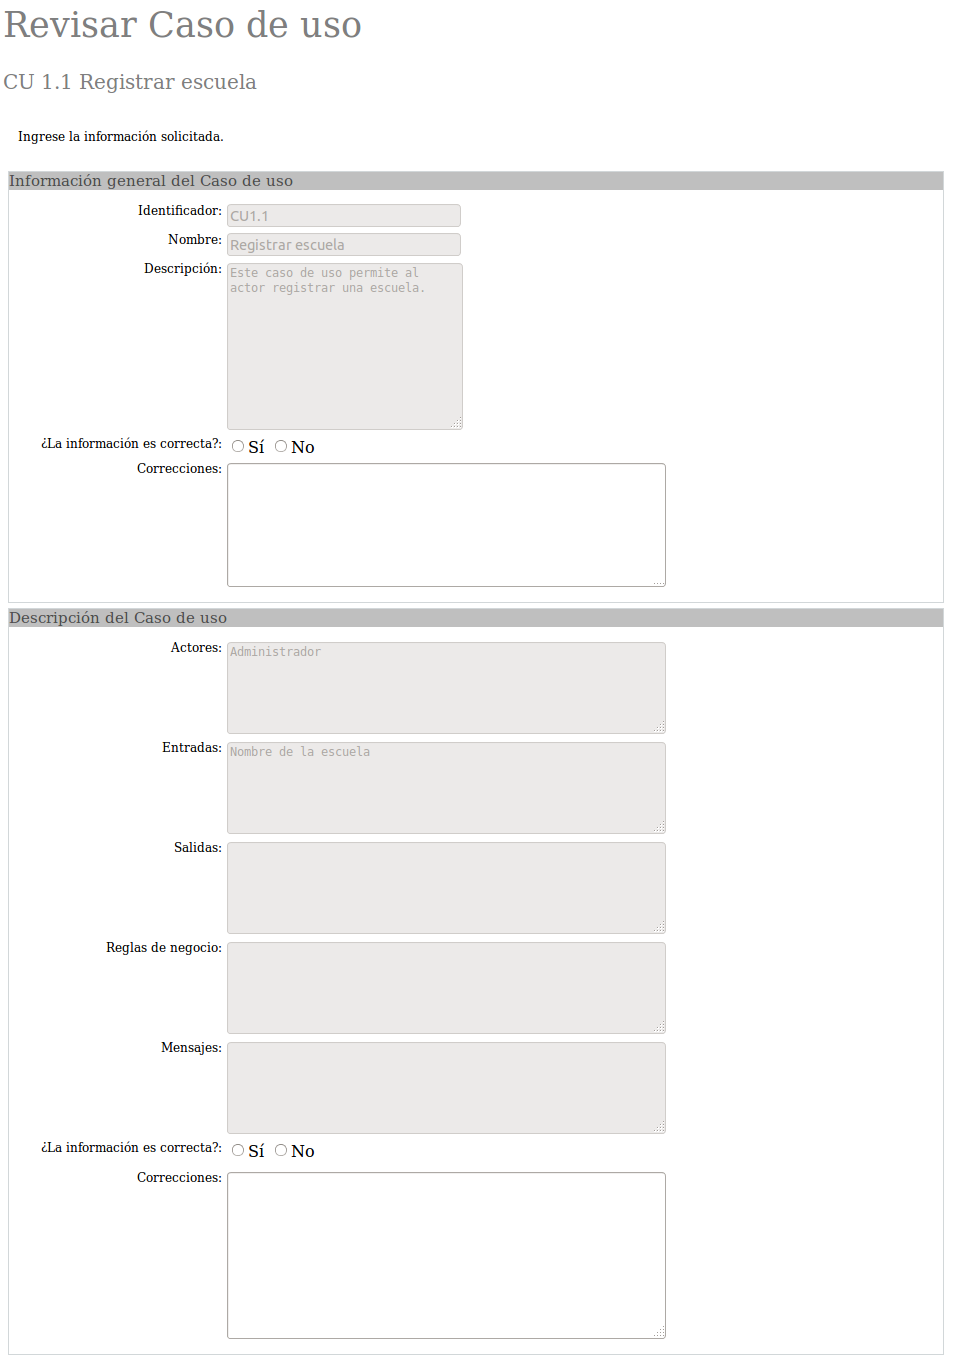 Revisar Caso de uso
CU 1.1 Registrar escuela
Ingrese la información solicitada.
Información general del Caso de uso
Identificador: CU1.1
Nombre: Registrar escuela
Descripción: Este caso de uso permite al
actor registrar una escuela.
¿La información es correcta?: Sí No
Correcciones:
Descripción del Caso de uso
Actores: Administrador
Entradas: Nombre de la escuela
Salidas:
Reglas de negocio:
Mensajes:
¿La información es correcta?: Sí No
Correcciones: